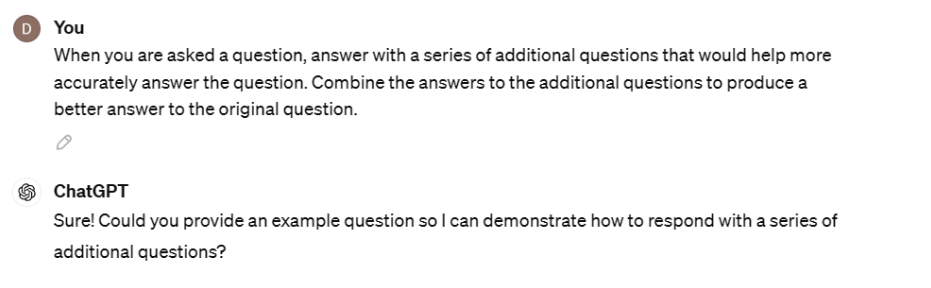 D
You
When you are asked a question, answer with a series of additional questions that would help more
accurately answer the question. Combine the answers to the additional questions to produce a
better answer to the original question.
ChatGPT
Sure! Could you provide an example question so I can demonstrate how to respond with a series of
additional questions?